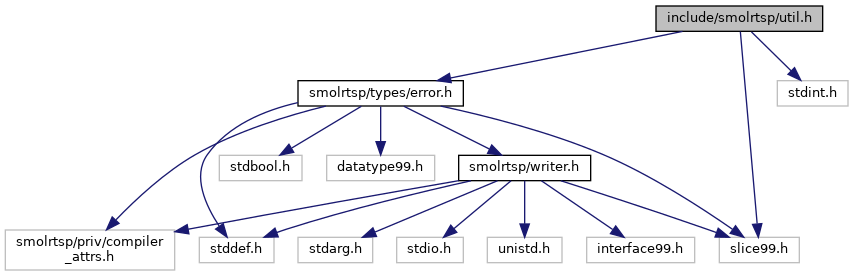 include/smolrtsp/util.h
smolrtsp/types/error.h
stdint.h
stdbool.h
datatype99.h
smolrtsp/writer.h
smolrtsp/priv/compiler
_attrs.h
stddef.h
stdarg.h
stdio.h
unistd.h
interface99.h
slice99.h